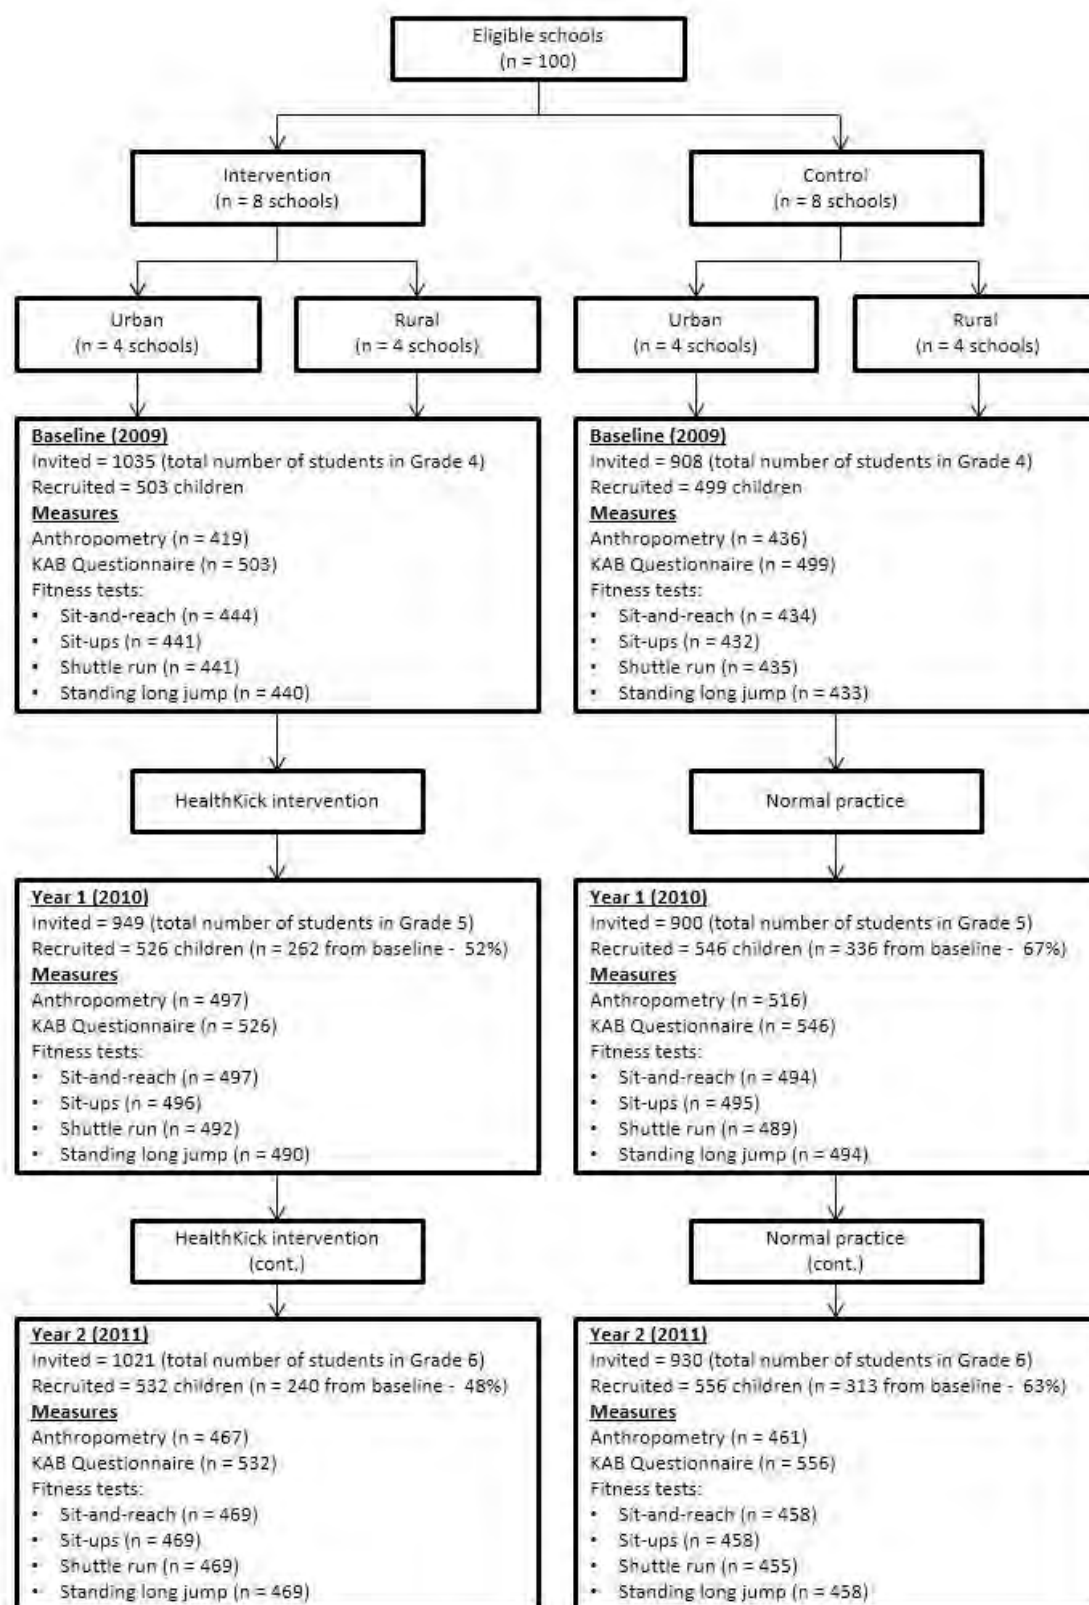 Eligible schools
(n = 100)
Intervention
(n = 8 schools)
Control
(n = 8 schools)
Urban
(n = 4 schools)
Rural
(n = 4 schools)
Urban
(n = 4 schools)
Rural
(n = 4 schools)
Baseline (2009)
Invited = 1035 (total number of students in Grade 4)
Recruited = 503 children
Measures
Anthropometry (n = 419)
KAB Questionnaire (n = 503)
Fitness tests:
• Sit-and-reach (n = 444)
• Sit-ups (n = 441)
• Shuttle run (n = 441)
• Standing long jump (n = 440)
Baseline (2009)
Invited = 908 (total number of students in Grade 4)
Recruited = 499 children
Measures
Anthropometry (n = 436)
KAB Questionnaire (n = 499)
Fitness tests:
• Sit-and-reach (n = 434)
• Sit-ups (n = 432)
• Shuttle run (n = 435)
• Standing long jump (n = 433)
HealthKick intervention
Normal practice
Year 1 (2010)
Invited = 949 (total number of students in Grade 5)
Recruited = 526 children (n = 262 from baseline - 52%)
Measures
Anthropometry (n = 497)
KAB Questionnaire (n = 526)
Fitness tests:
• Sit-and-reach (n = 497)
• Sit-ups (n = 496)
• Shuttle run (n = 492)
• Standing long jump (n = 490)
Year 1 (2010)
Invited = 900 (total number of students in Grade 5)
Recruited = 546 children (n = 336 from baseline - 67%)
Measures
Anthropometry (n = 516)
KAB Questionnaire (n = 546)
Fitness tests:
• Sit-and-reach (n = 494)
• Sit-ups (n = 495)
• Shuttle run (n = 489)
• Standing long jump (n = 494)
HealthKick intervention
(cont.)
Normal practice
(cont.)
Year 2 (2011)
Invited = 1021 (total number of students in Grade 6)
Recruited = 532 children (n = 240 from baseline - 48%)
Measures
Anthropometry (n = 467)
KAB Questionnaire (n = 532)
Fitness tests:
• Sit-and-reach (n = 469)
• Sit-ups (n = 469)
• Shuttle run (n = 469)
• Standing long jump (n = 469)
Year 2 (2011)
Invited = 930 (total number of students in Grade 6)
Recruited = 556 children (n = 313 from baseline - 63%)
Measures
Anthropometry (n = 461)
KAB Questionnaire (n = 556)
Fitness tests:
• Sit-and-reach (n = 458)
• Sit-ups (n = 458)
• Shuttle run (n = 455)
• Standing long jump (n = 458)